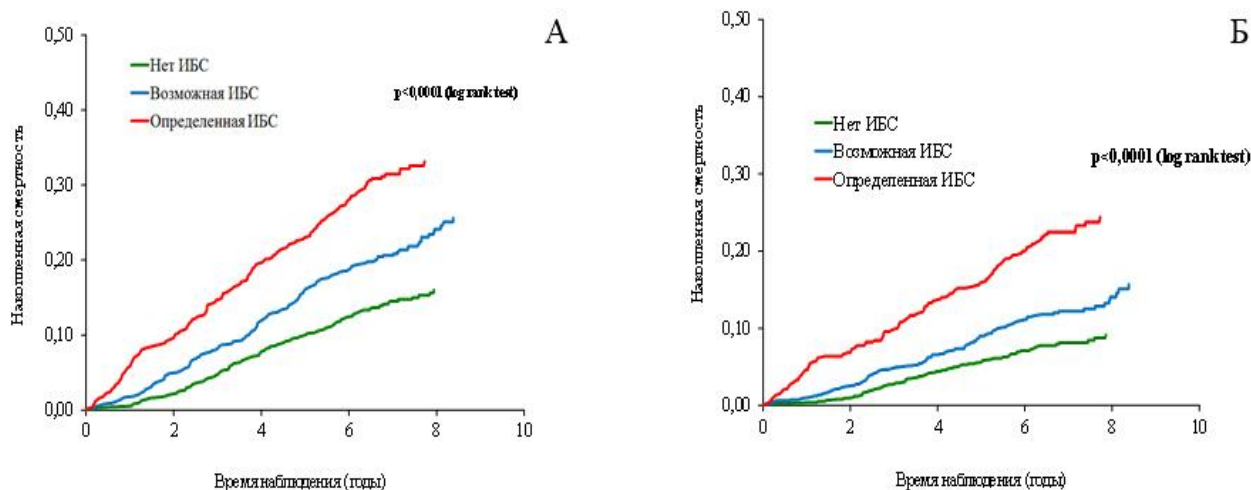 А
0,50
0,40
0,30
0,20
0,10
0,00
Накопленная смертность
Нет ИБС
Возможная ИБС
Определенная ИБС
p<0,0001 (log rank test)
0 2 4 6 8 10
Время наблюдения (годы)
Б
0,50
0,40
0,30
0,20
0,10
0,00
Накопленная смертность
Нет ИБС
Возможная ИБС
Определенная ИБС
p<0,0001 (log rank test)
0 2 4 6 8 10
Время наблюдения (годы)